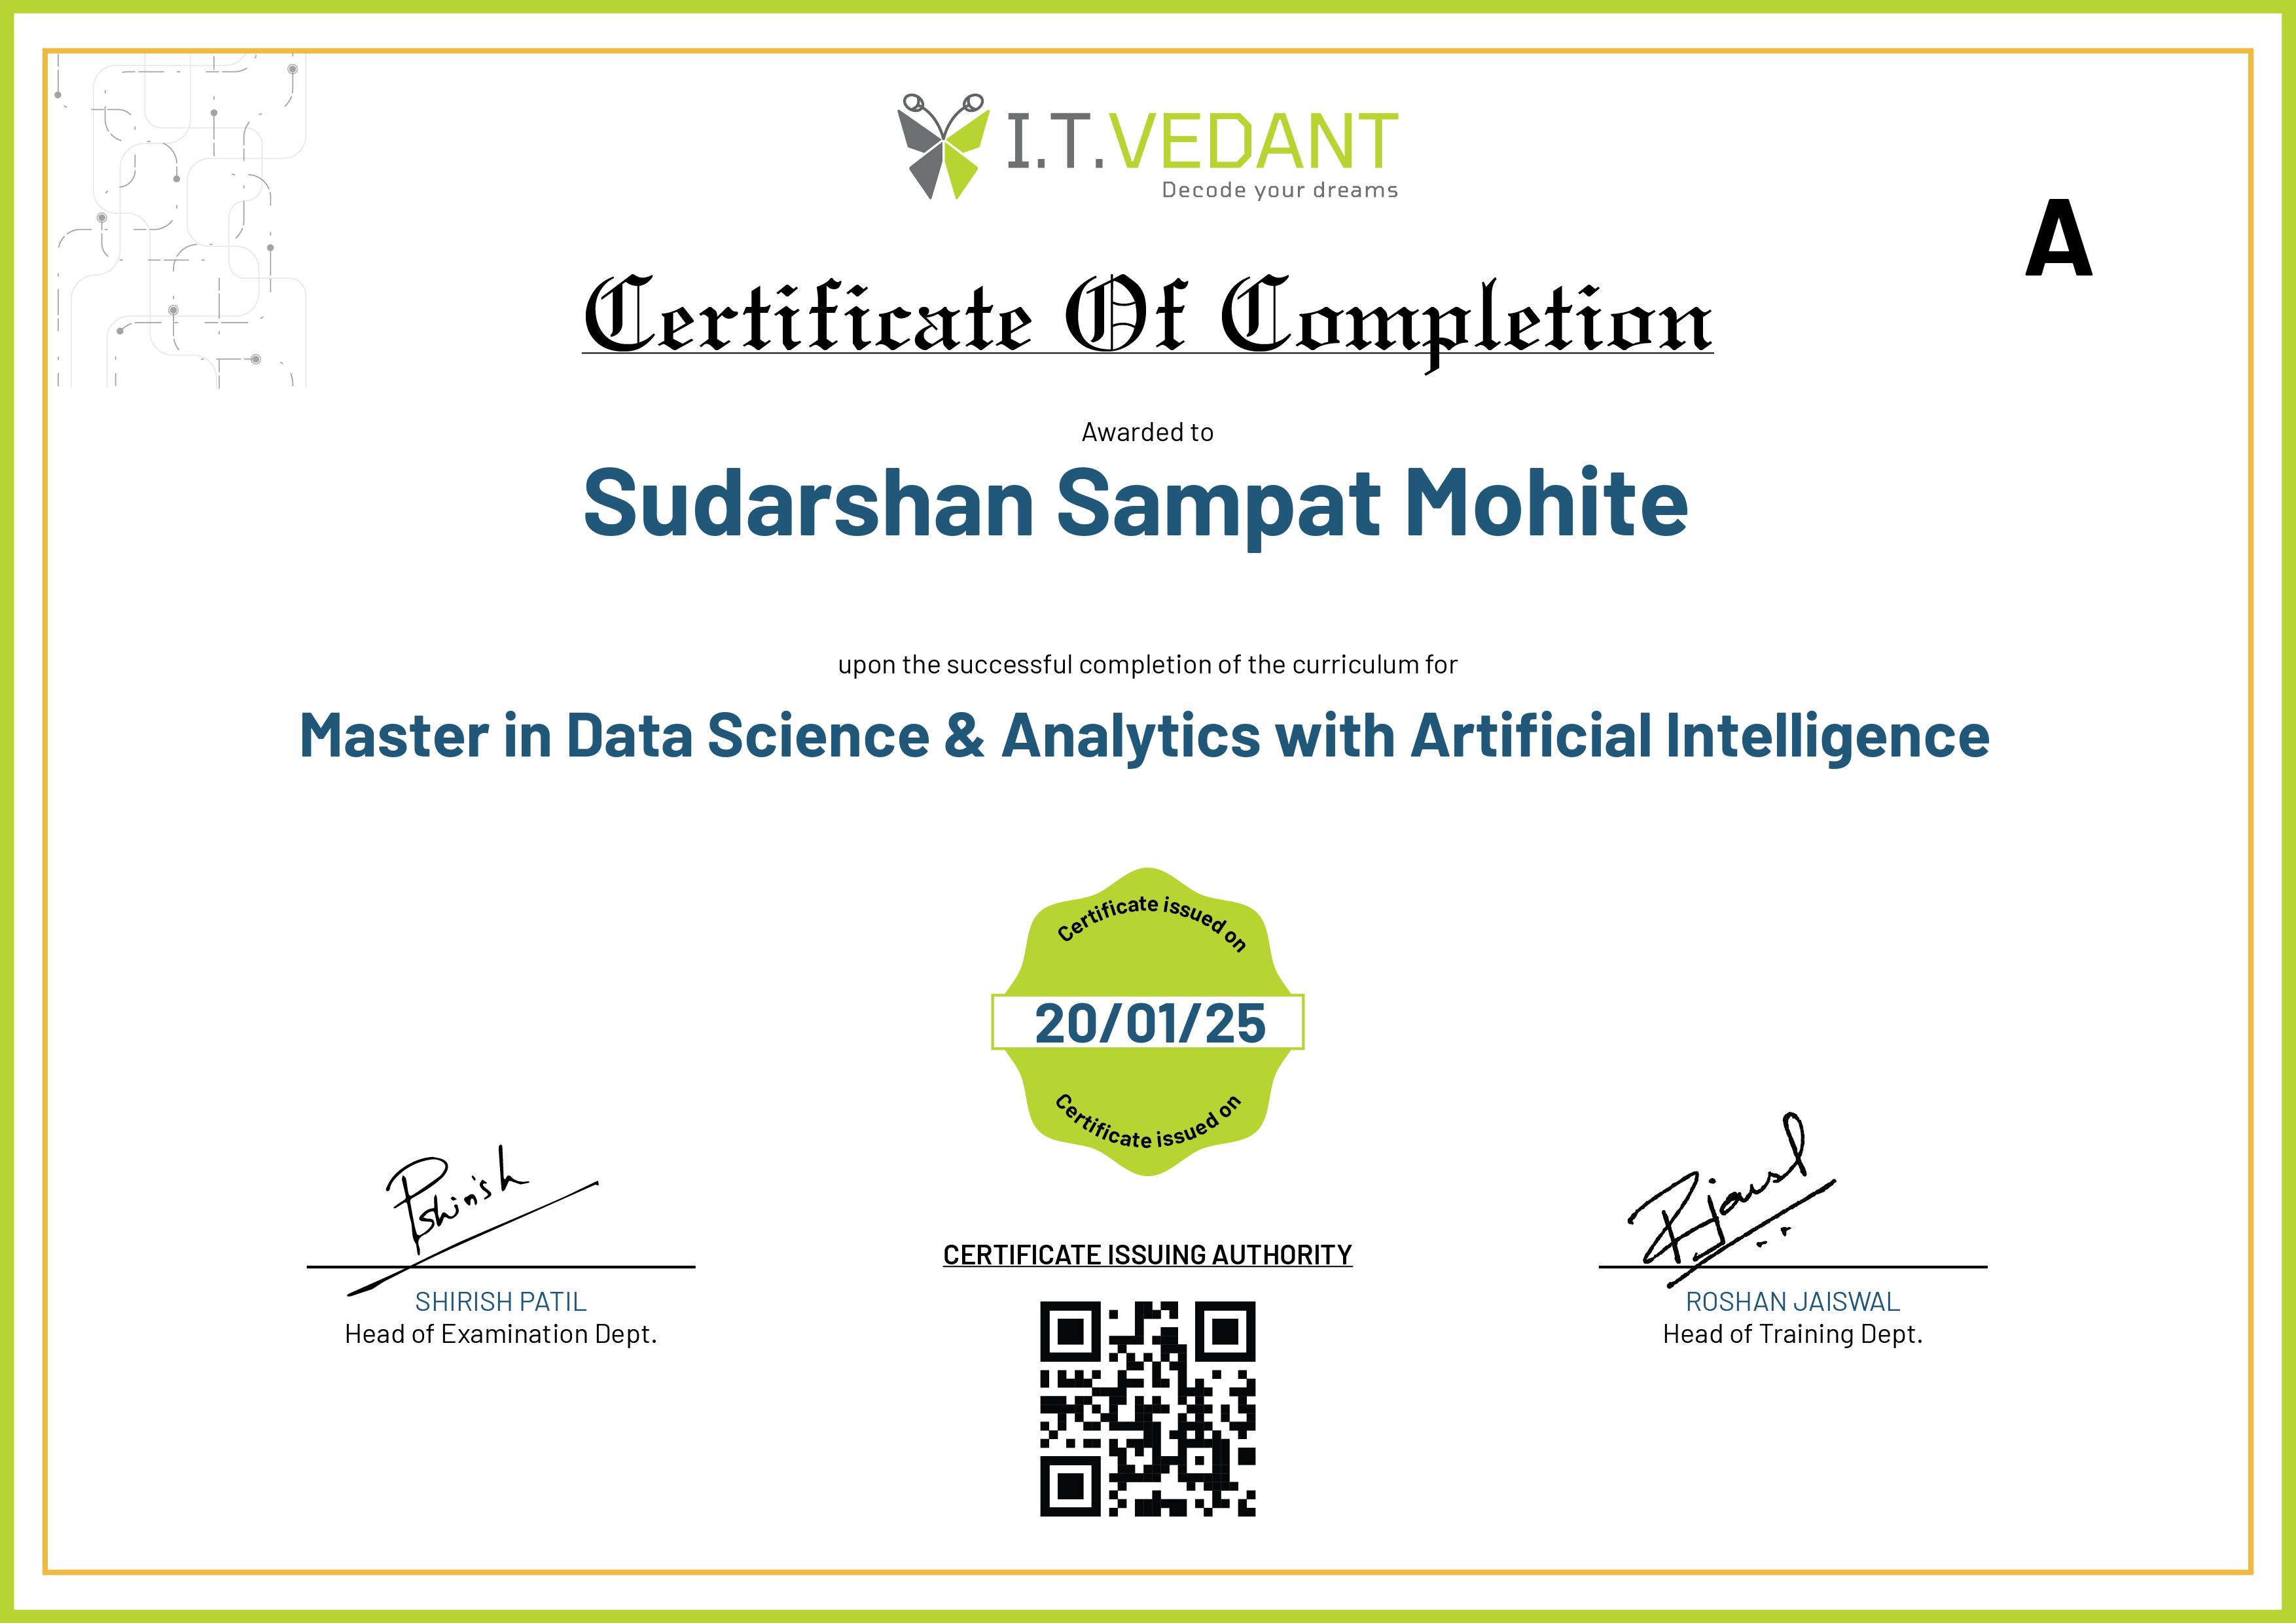 I.T.VEDANT
Decode your dreams
A
Certificate Of Completion
Awarded to
Sudarshan Sampat Mohite
upon the successful completion of the curriculum for
Master in Data Science & Analytics with Artificial Intelligence
Certificate issued on
20/01/25
Certificate issued on
Pshirish
Rjaiswal
CERTIFICATE ISSUING AUTHORITY
SHIRISH PATIL
Head of Examination Dept.
ROSHAN JAISWAL
Head of Training Dept.